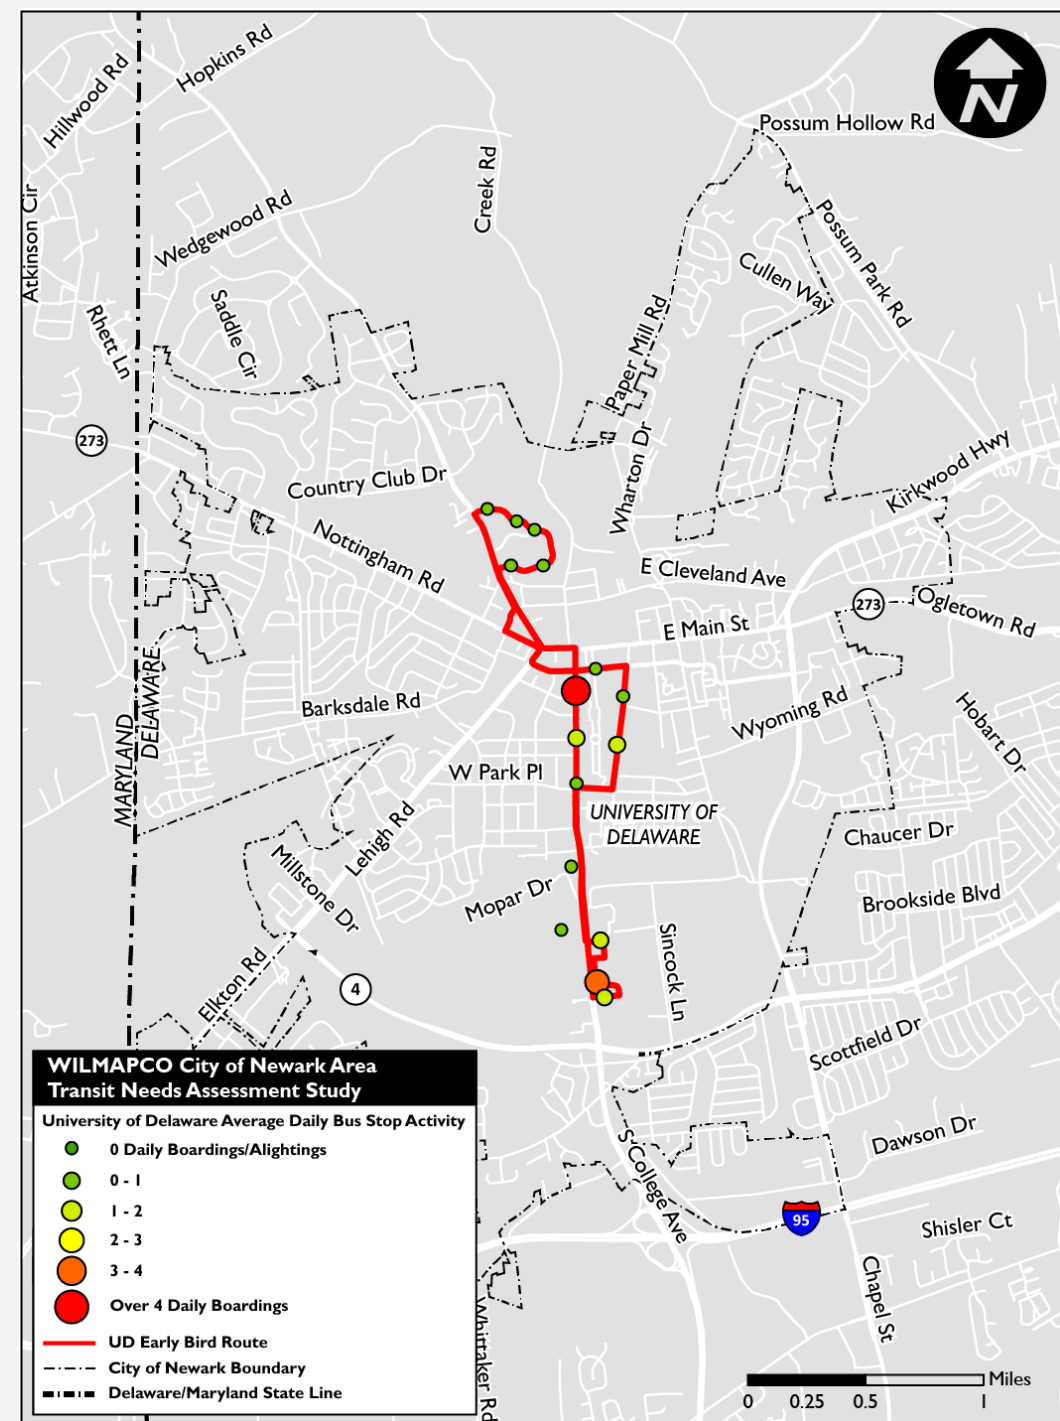 Hopkins Rd
Hillwood Rd
N
Possum Hollow Rd
Creek Rd
Atkinson Cir
Wedgewood Rd
Possum Park Rd
Cullen Way
Saddle Cir
Rhett Ln
Paper Mill Rd
273
Country Club Dr
Wharton Dr
Kirkwood Hwy
Nottingham Rd
E Cleveland Ave
273
Ogletown Rd
E Main St
MARYLAND
DELAWARE
Barksdale Rd
Wyoming Rd
Hobart Dr
W Park Pl
UNIVERSITY OF
DELAWARE
Lehigh Rd
Chaucer Dr
Millstone Dr
Mopar Dr
Brookside Blvd
Sincock Ln
Elkton Rd
4
Scottfield Dr
WILMAPCO City of Newark Area
Transit Needs Assessment Study
University of Delaware Average Daily Bus Stop Activity
0 Daily Boardings/Alightings
0 - 1
1 - 2
2 - 3
3 - 4
Over 4 Daily Boardings
UD Early Bird Route
City of Newark Boundary
Delaware/Maryland State Line
S College Ave
Dawson Dr
95
Shisler Ct
Chapel St
Whittaker Rd
Miles
0 0.25 0.5 1